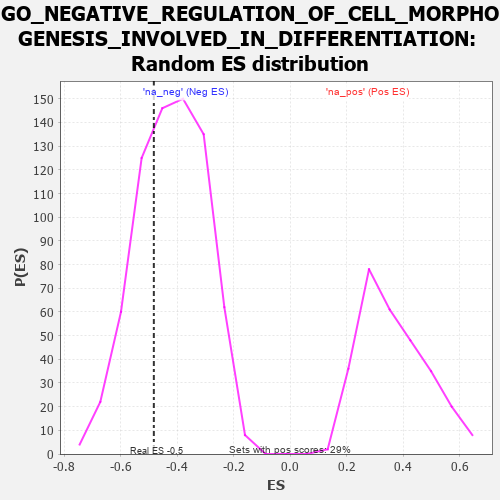 GO_NEGATIVE_REGULATION_OF_CELL_MORPHO
GENESIS_INVOLVED_IN_DIFFERENTIATION:
Random ES distribution
'na_neg' (Neg ES)
'na_pos' (Pos ES)
150
140
130
120
110
100
90
80
70
60
50
40
30
20
10
0
P(ES)
Real ES -0.5
Sets with pos scores: 29%
-0.8
-0.6
-0.4
-0.2
0.0
0.2
0.4
0.6
ES